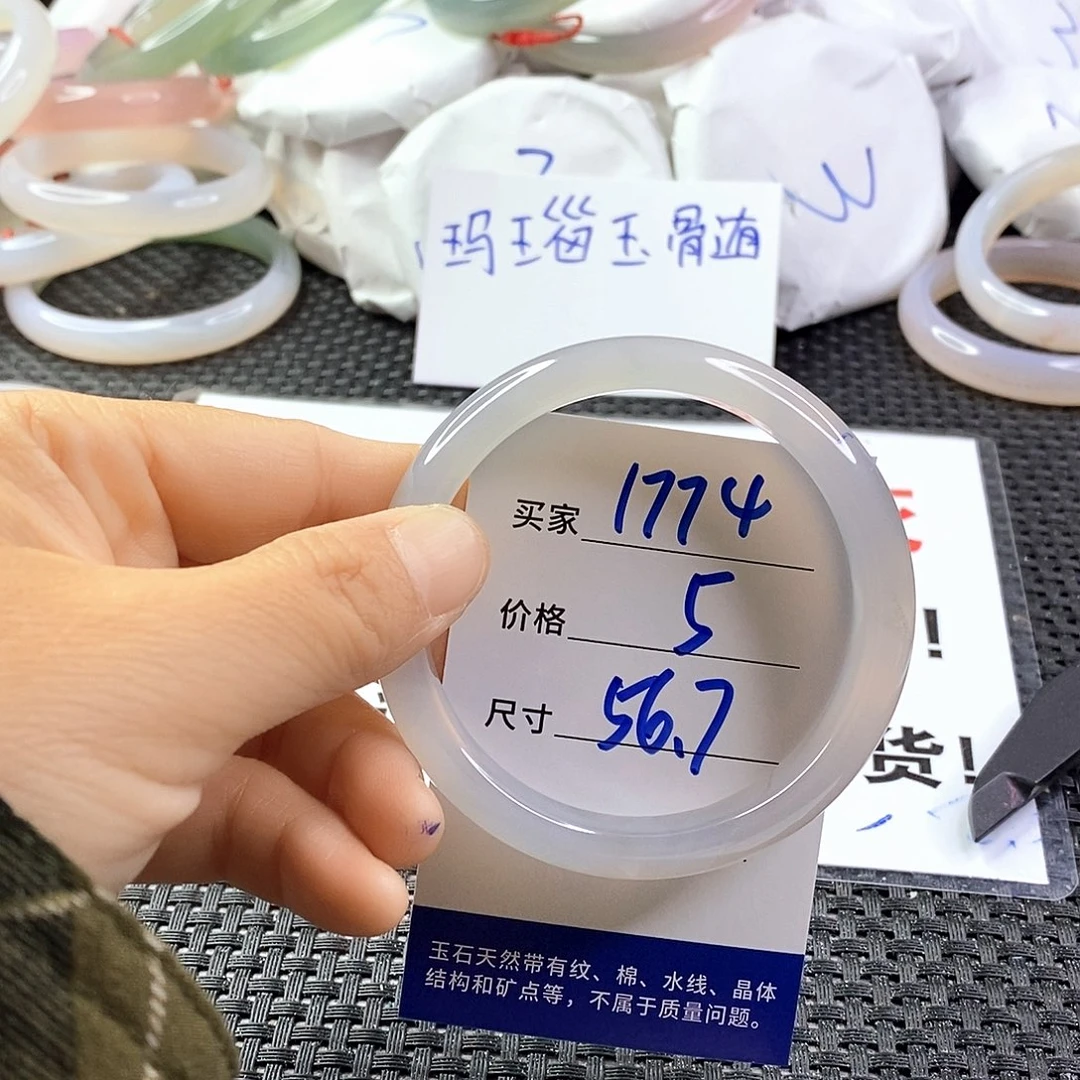 玛瑙玉骨髓
买家 1774
价格 5
尺寸 56.7
货!
玉石天然带有纹、棉、水线、晶体
结构和矿点等，不属于质量问题。